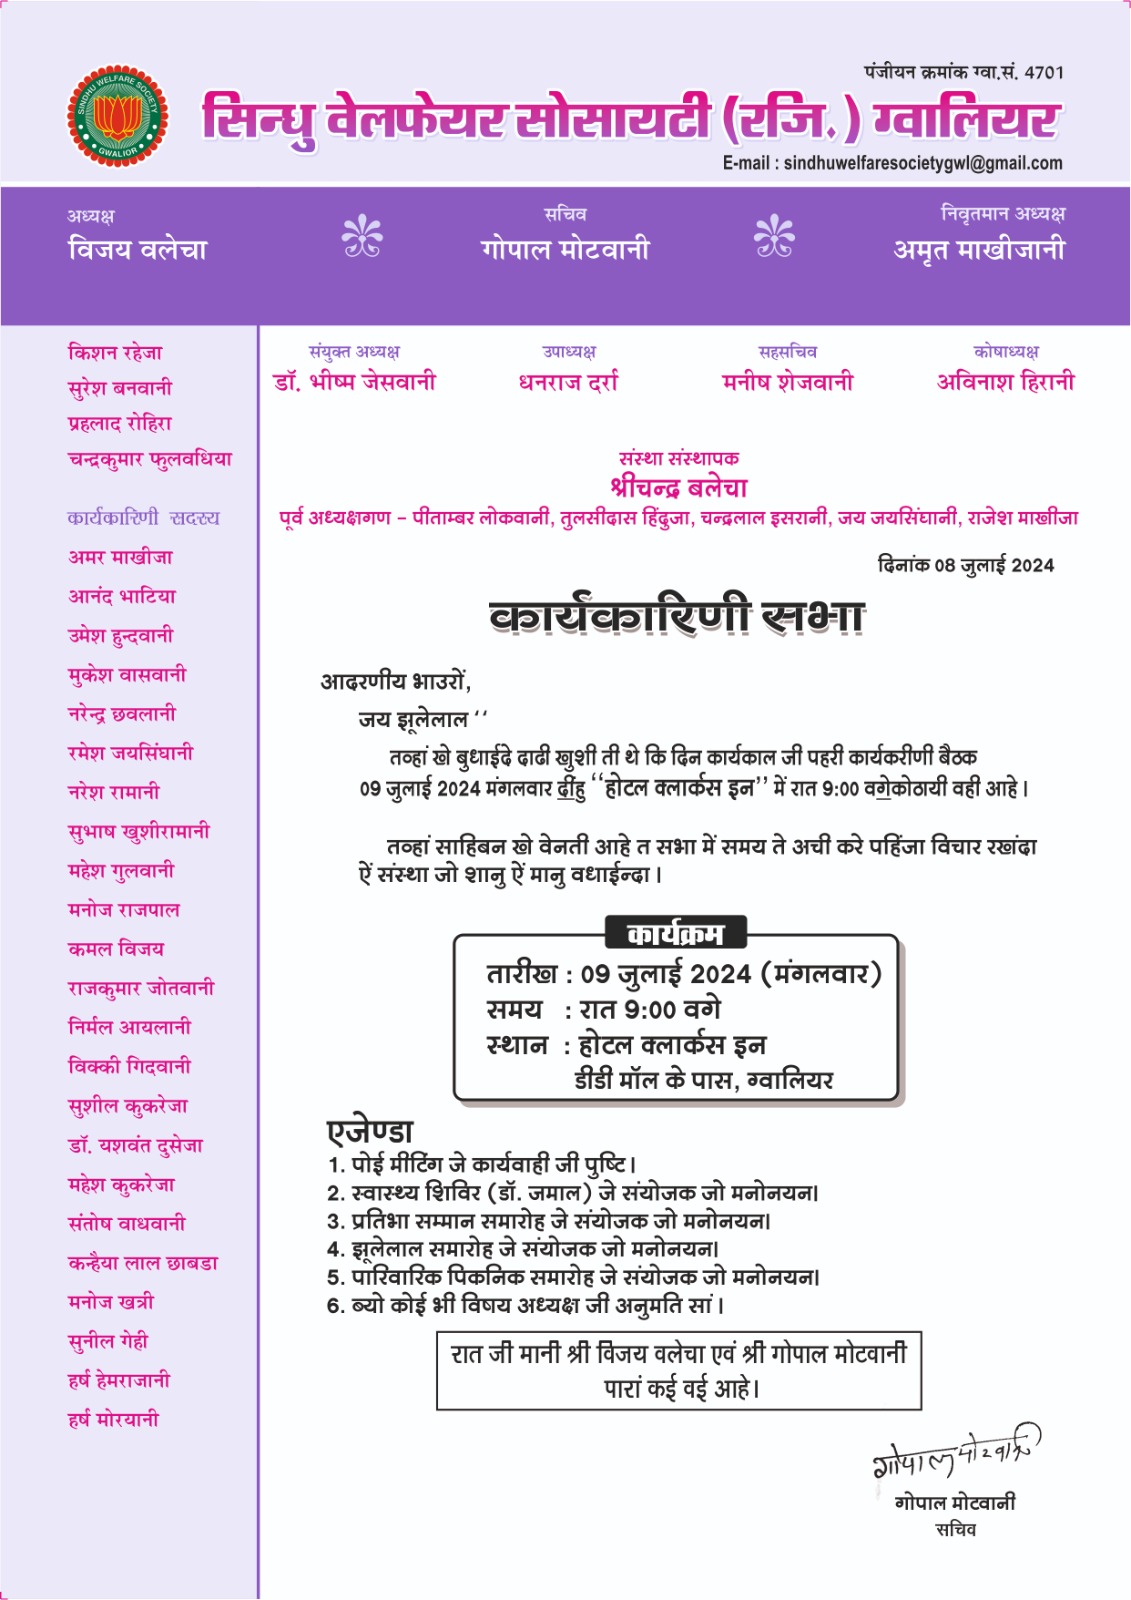 पंजीयन क्रमांक ग्वा.सं. 4701
SINDHU WELFARE SOCIETY
GWALIOR
सिन्धु वेलफेयर सोसायटी (रजि.) ग्वालियर
E-mail : sindhuwelfaresocietygwl@gmail.com
अध्यक्ष
विजय वलेचा
सचिव
गोपाल मोटवानी
निवृतमान अध्यक्ष
अमृत माखीजानी
किशन रहेजा
सुरेश बनवानी
प्रहलाद रोहिरा
चन्द्रकुमार फुलवधिया
कार्यकारिणी सदस्य
अमर माखीजा
आनंद भाटिया
उमेश हुन्दवानी
मुकेश वासवानी
नरेन्द्र छवलानी
रमेश जयसिंघानी
नरेश रामानी
सुभाष खुशीरामानी
महेश गुलवानी
मनोज राजपाल
कमल विजय
राजकुमार जोतवानी
निर्मल आयलानी
विक्की गिदवानी
सुशील कुकरेजा
डॉ. यशवंत दुसेजा
महेश कुकरेजा
संतोष वाधवानी
कन्हैया लाल छाबडा
मनोज खत्री
सुनील गेही
हर्ष हेमराजानी
हर्ष मोरयानी
संयुक्त अध्यक्ष
डॉ. भीष्म जेसवानी
उपाध्यक्ष
धनराज दर्रा
सहसचिव
मनीष शेजवानी
कोषाध्यक्ष
अविनाश हिरानी
संस्था संस्थापक
श्रीचन्द्र बलेचा
पूर्व अध्यक्षगण – पीताम्बर लोकवानी, तुलसीदास हिंदुजा, चन्द्रलाल इसरानी, जय जयसिंघानी, राजेश माखीजा
दिनांक 08 जुलाई 2024
कार्यकारिणी सभा
आदरणीय भाउरों,
जय झूलेलाल ‘‘
तव्हां खे बुधाईदे दाढी खुशी ती थे कि दिन कार्यकाल जी पहरी कार्यकरीणी बैठक
09 जुलाई 2024 मंगलवार दींहु ‘‘होटल क्लार्कस इन’’ में रात 9:00 वगेकोठायी वही आहे।
तव्हां साहिबन खे वेनती आहे त सभा में समय ते अची करे पहिंजा विचार रखंदा
ऐं संस्था जो शानु ऐं मानु वधाईन्दा।
कार्यक्रम
तारीख : 09 जुलाई 2024 (मंगलवार)
समय : रात 9:00 वगे
स्थान : होटल क्लार्कस इन
डीडी मॉल के पास, ग्वालियर
एजेण्डा
1. पोई मीटिंग जे कार्यवाही जी पुष्टि।
2. स्वास्थ्य शिविर (डॉ. जमाल) जे संयोजक जो मनोनयन।
3. प्रतिभा सम्मान समारोह जे संयोजक जो मनोनयन।
4. झूलेलाल समारोह जे संयोजक जो मनोनयन।
5. पारिवारिक पिकनिक समारोह जे संयोजक जो मनोनयन।
6. ब्यो कोई भी विषय अध्यक्ष जी अनुमति सां।
रात जी मानी श्री विजय वलेचा एवं श्री गोपाल मोटवानी
पारां कई वई आहे।
गोपाल मोटवानी
गोपाल मोटवानी
सचिव